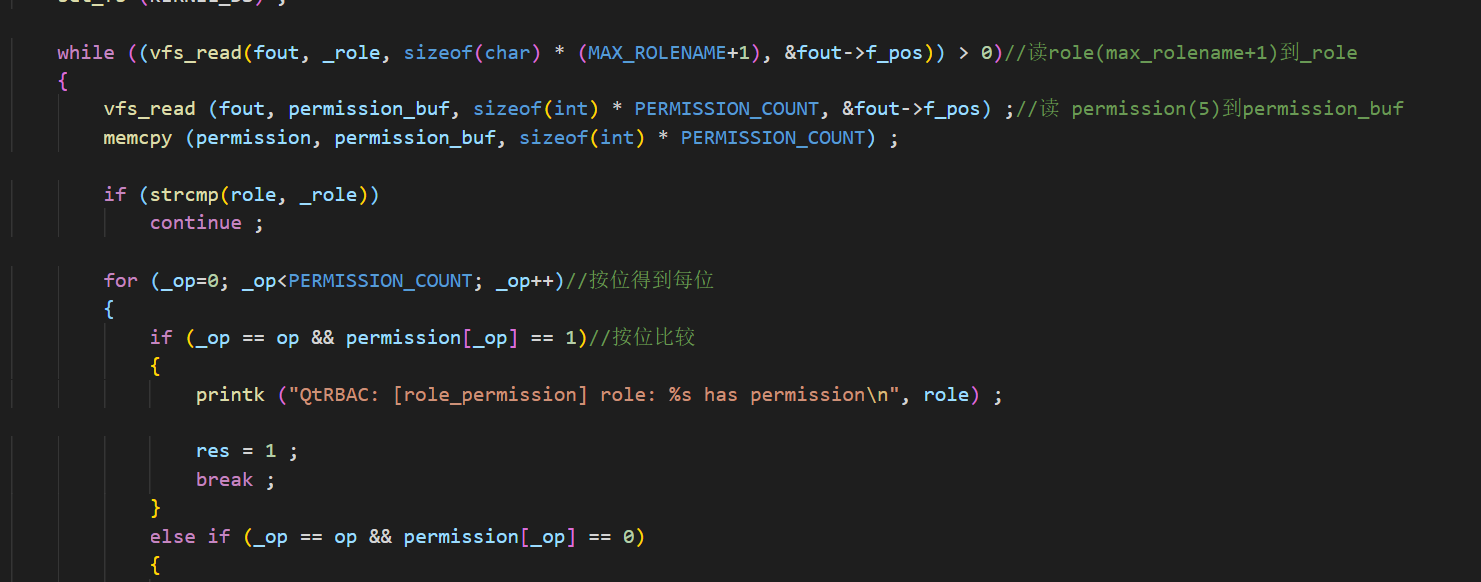 while ((vfs_read(fout, _role, sizeof(char) * (MAX_ROLENAME+1), &fout->f_pos)) > 0)//读role(max_rolename+1)到_role
{
vfs_read (fout, permission_buf, sizeof(int) * PERMISSION_COUNT, &fout->f_pos) ;//读 permission(5)到permission_buf
memcpy (permission, permission_buf, sizeof(int) * PERMISSION_COUNT) ;
if (strcmp(role, _role))
continue ;
for (_op=0; _op<PERMISSION_COUNT; _op++)//按位得到每位
{
if (_op == op && permission[_op] == 1)//按位比较
{
printk ("QtRBAC: [role_permission] role: %s has permission\n", role) ;
res = 1 ;
break ;
}
else if (_op == op && permission[_op] == 0)
{